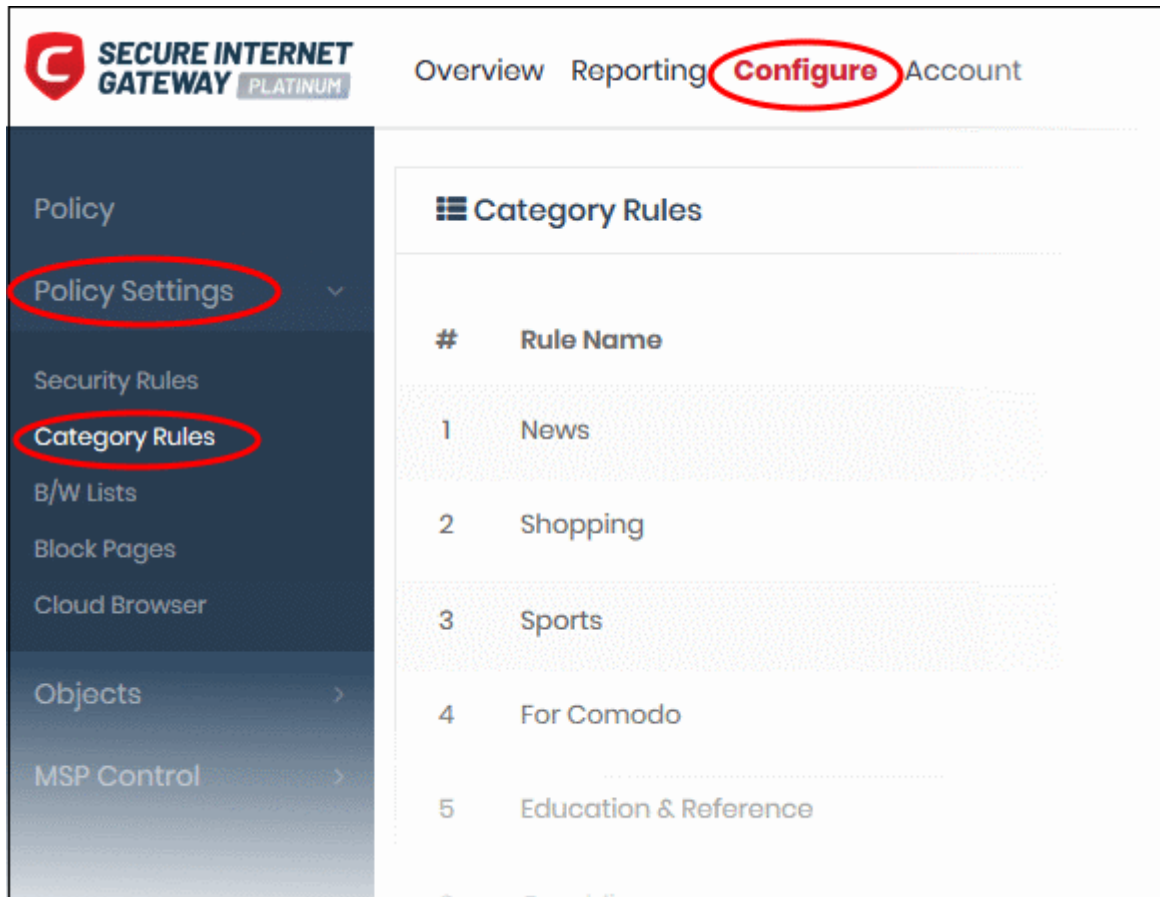 SECURE INTERNET
GATEWAY PLATINUM
Overview Reporting Configure Account
Policy
Policy Settings
Security Rules
Category Rules
B/W Lists
Block Pages
Cloud Browser
Objects
MSP Control
Category Rules
# Rule Name
1 News
2 Shopping
3 Sports
4 For Comodo
5 Education & Reference